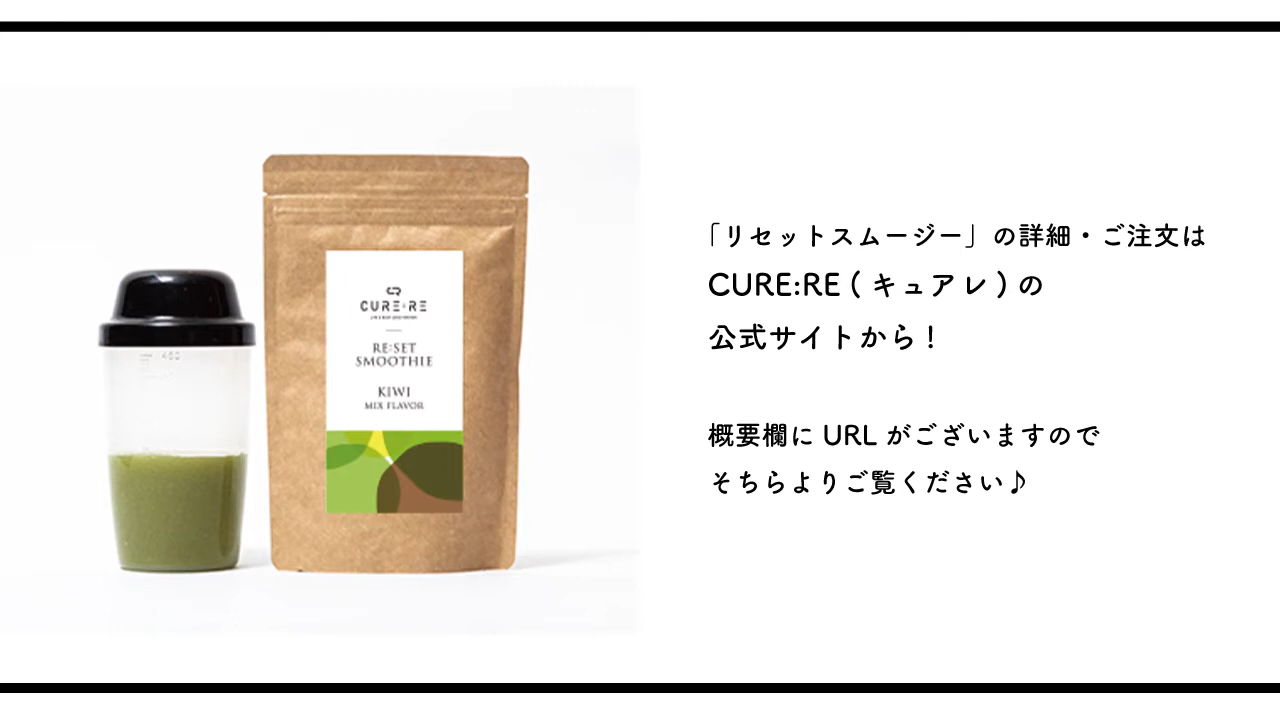 CURE:RE
RE:SET
SMOOTHIE
KIWI
MIX FLAVOR
「リセットスムージー」の詳細・ご注文は
CURE:RE ( キュアレ ) の
公式サイトから！
概要欄に URL がございますので
そちらよりご覧ください♪